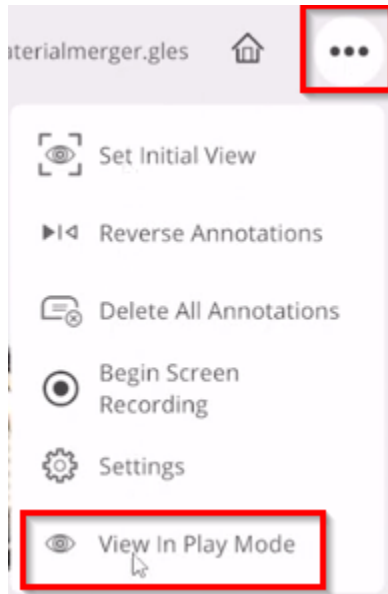 aterialmerger.gles
Set Initial View
Reverse Annotations
Delete All Annotations
Begin Screen
Recording
Settings
View In Play Mode